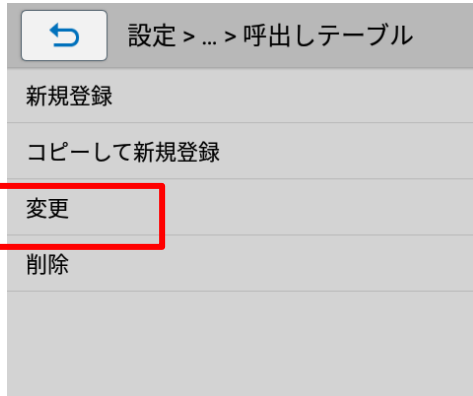 設定 > ... > 呼出しテーブル
新規登録
コピーして新規登録
変更
削除